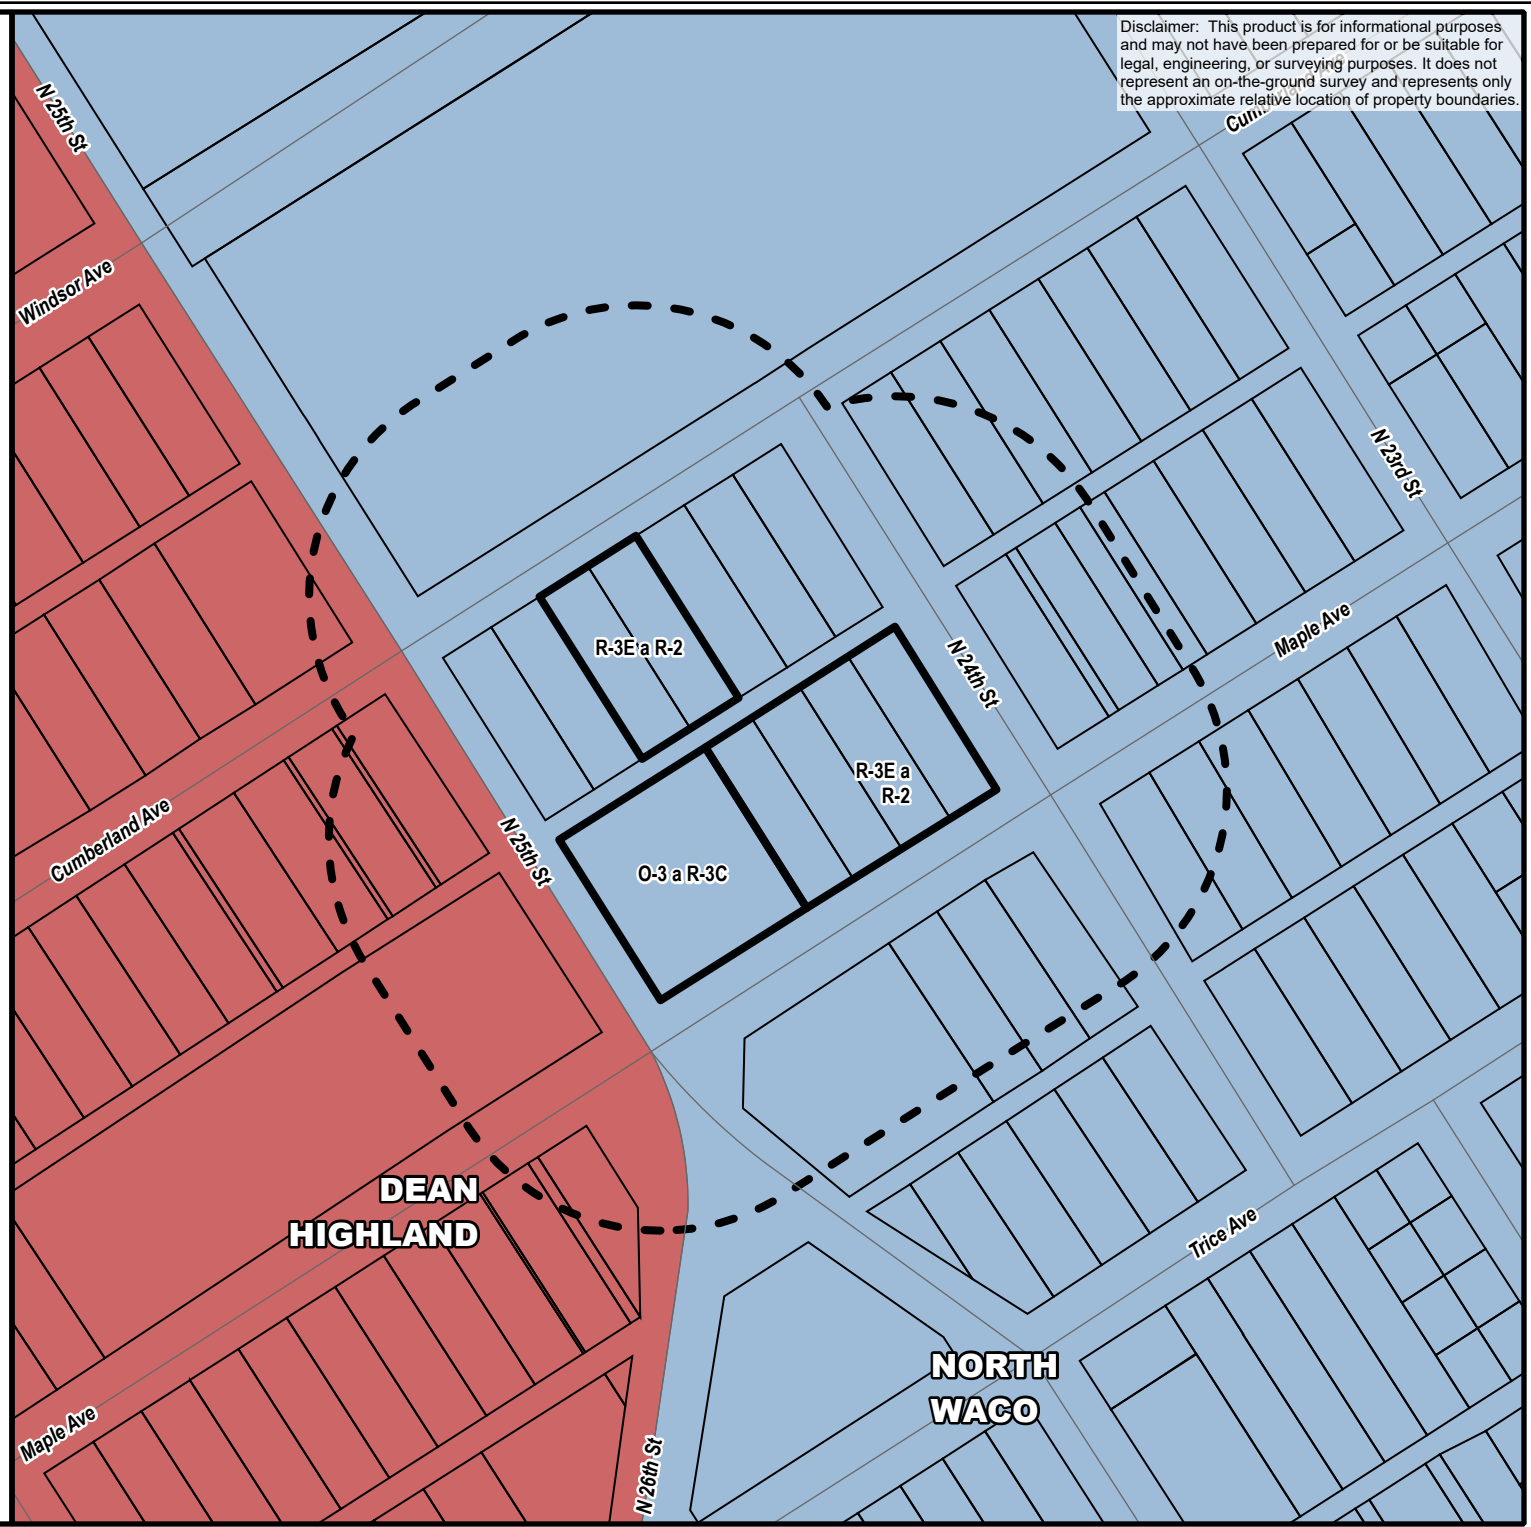 Disclaimer:  This product is for informational purposes
and may not have been prepared for or be suitable for
legal, engineering, or surveying purposes. It does not
represent an on-the-ground survey and represents only
the approximate relative location of property boundaries.
Cumberland Ave
N 25th St
Windsor Ave
N 23rd St
Maple Ave
R-3E a R-2
N 24th St
R-3E a
R-2
Cumberland Ave
N 25th St
O-3 a R-3C
DEAN
HIGHLAND
Trice Ave
NORTH
WACO
Maple Ave
N 26th St